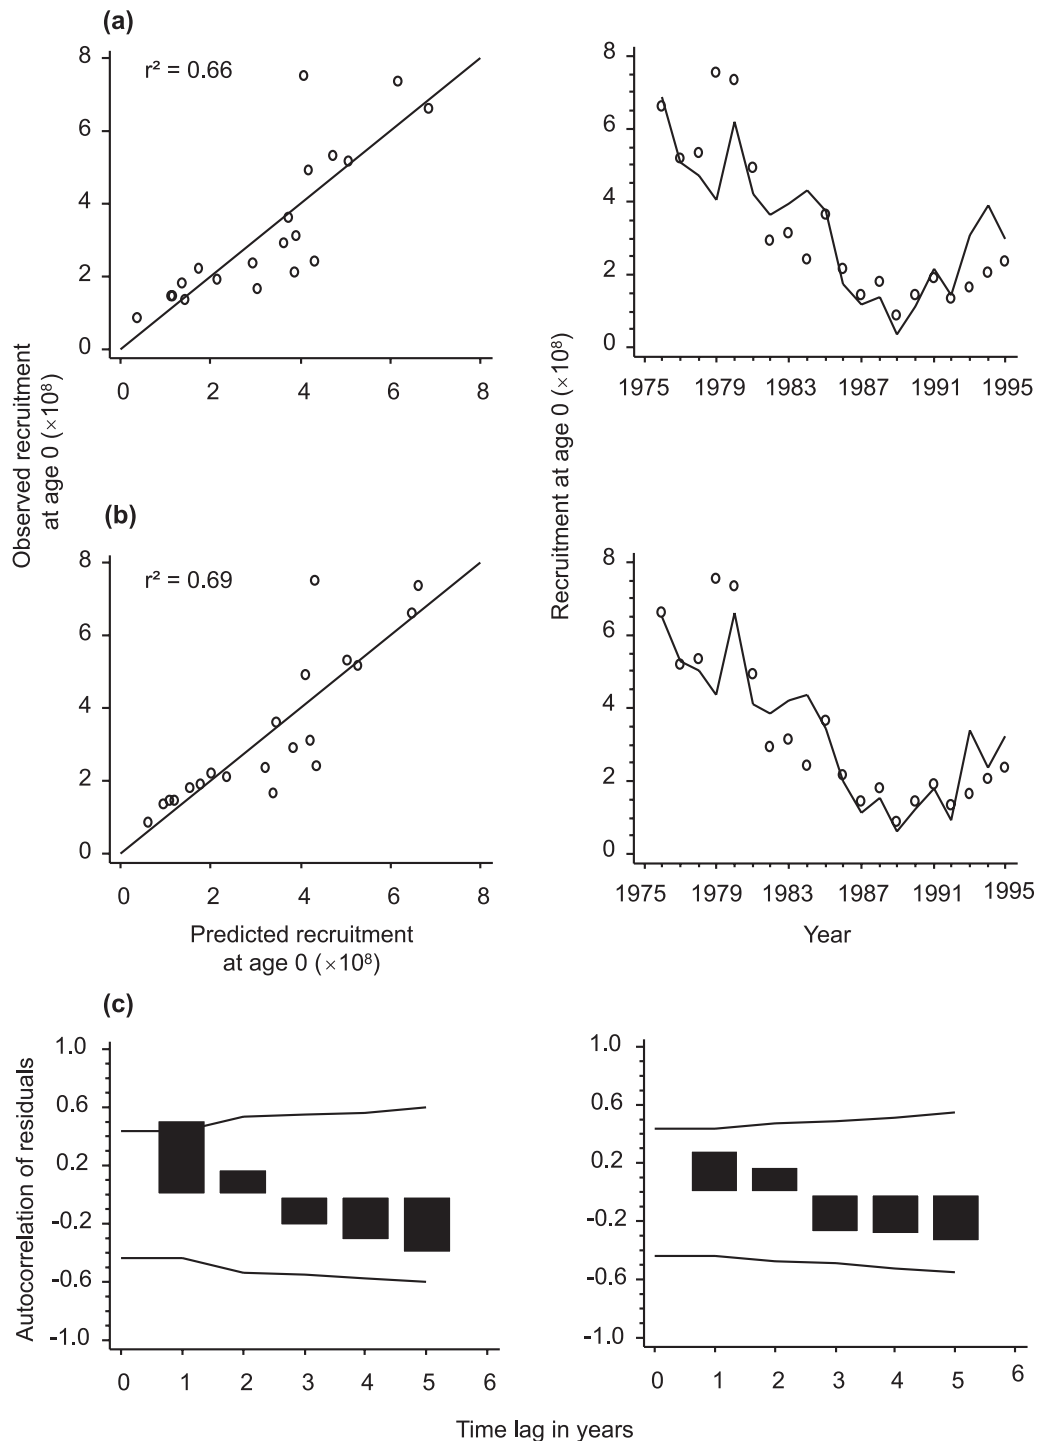 (a)
r² = 0.66
8
6
4
2
0
0 2 4 6 8
8
6
4
2
0
1975 1979 1983 1987 1991 1995
Observed recruitment
at age 0 (×10⁸)
Recruitment at age 0 (×10⁸)
(b)
r² = 0.69
8
6
4
2
0
0 2 4 6 8
Predicted recruitment
at age 0 (×10⁸)
8
6
4
2
0
1975 1979 1983 1987 1991 1995
Year
(c)
Autocorrelation of residuals
1.0
0.6
0.2
-0.2
-0.6
-1.0
0 1 2 3 4 5 6
1.0
0.6
0.2
-0.2
-0.6
-1.0
0 1 2 3 4 5 6
Time lag in years